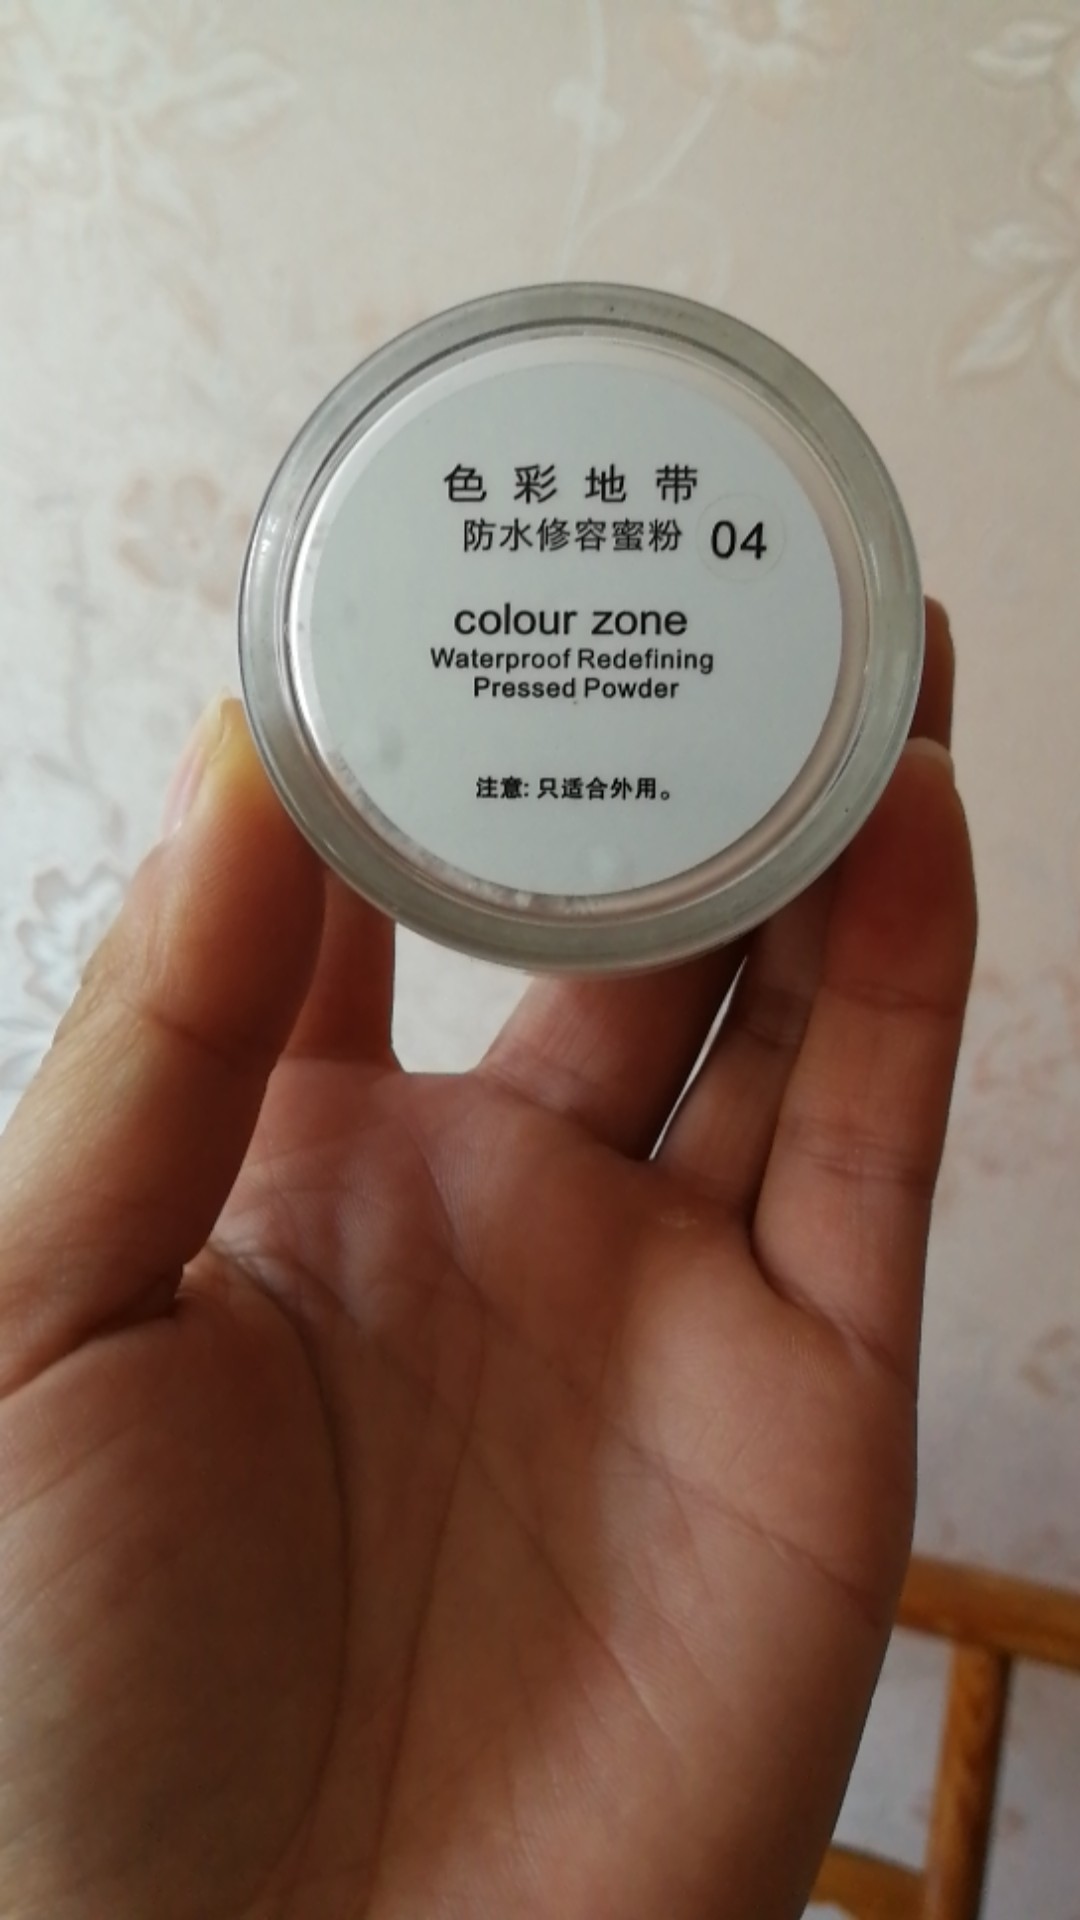 色彩地带
防水修容蜜粉 04
colour zone
Waterproof Redefining
Pressed Powder
注意: 只适合外用。